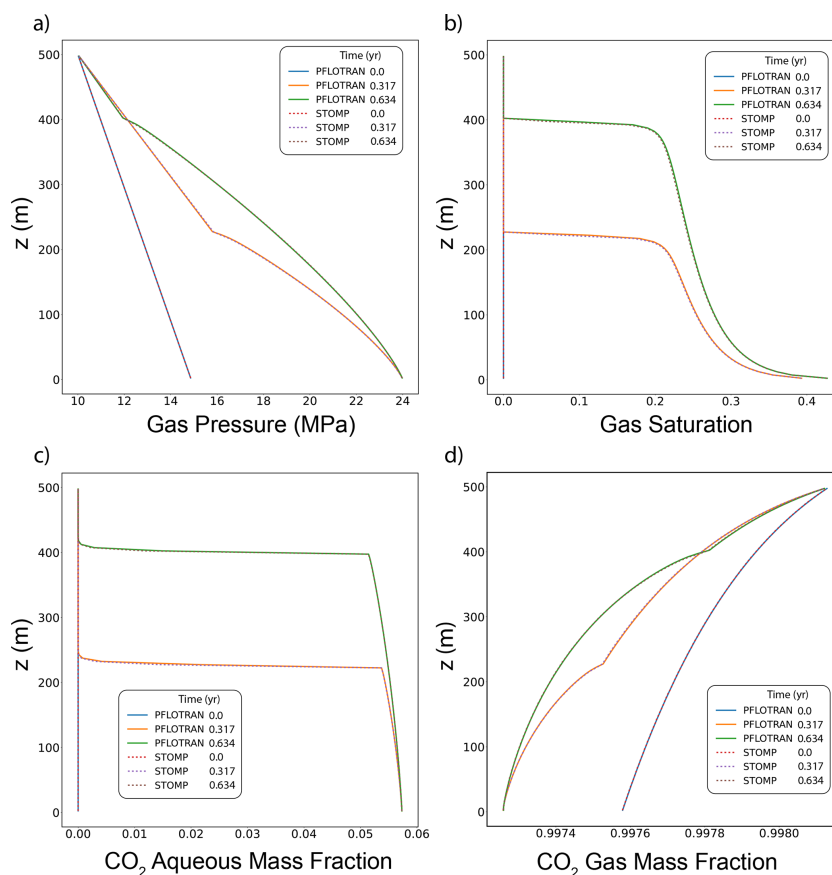 a)
500
400
300
200
100
0
z (m)
10 12 14 16 18 20 22 24
Gas Pressure (MPa)
Time (yr)
PFLOTRAN 0.0
PFLOTRAN 0.317
PFLOTRAN 0.634
STOMP 0.0
STOMP 0.317
STOMP 0.634
b)
500
400
300
200
100
0
z (m)
0.0 0.1 0.2 0.3 0.4
Gas Saturation
Time (yr)
PFLOTRAN 0.0
PFLOTRAN 0.317
PFLOTRAN 0.634
STOMP 0.0
STOMP 0.317
STOMP 0.634
c)
500
400
300
200
100
0
z (m)
0.00 0.01 0.02 0.03 0.04 0.05 0.06
CO₂ Aqueous Mass Fraction
Time (yr)
PFLOTRAN 0.0
PFLOTRAN 0.317
PFLOTRAN 0.634
STOMP 0.0
STOMP 0.317
STOMP 0.634
d)
500
400
300
200
100
0
z (m)
0.9974 0.9976 0.9978 0.9980
CO₂ Gas Mass Fraction
Time (yr)
PFLOTRAN 0.0
PFLOTRAN 0.317
PFLOTRAN 0.634
STOMP 0.0
STOMP 0.317
STOMP 0.634